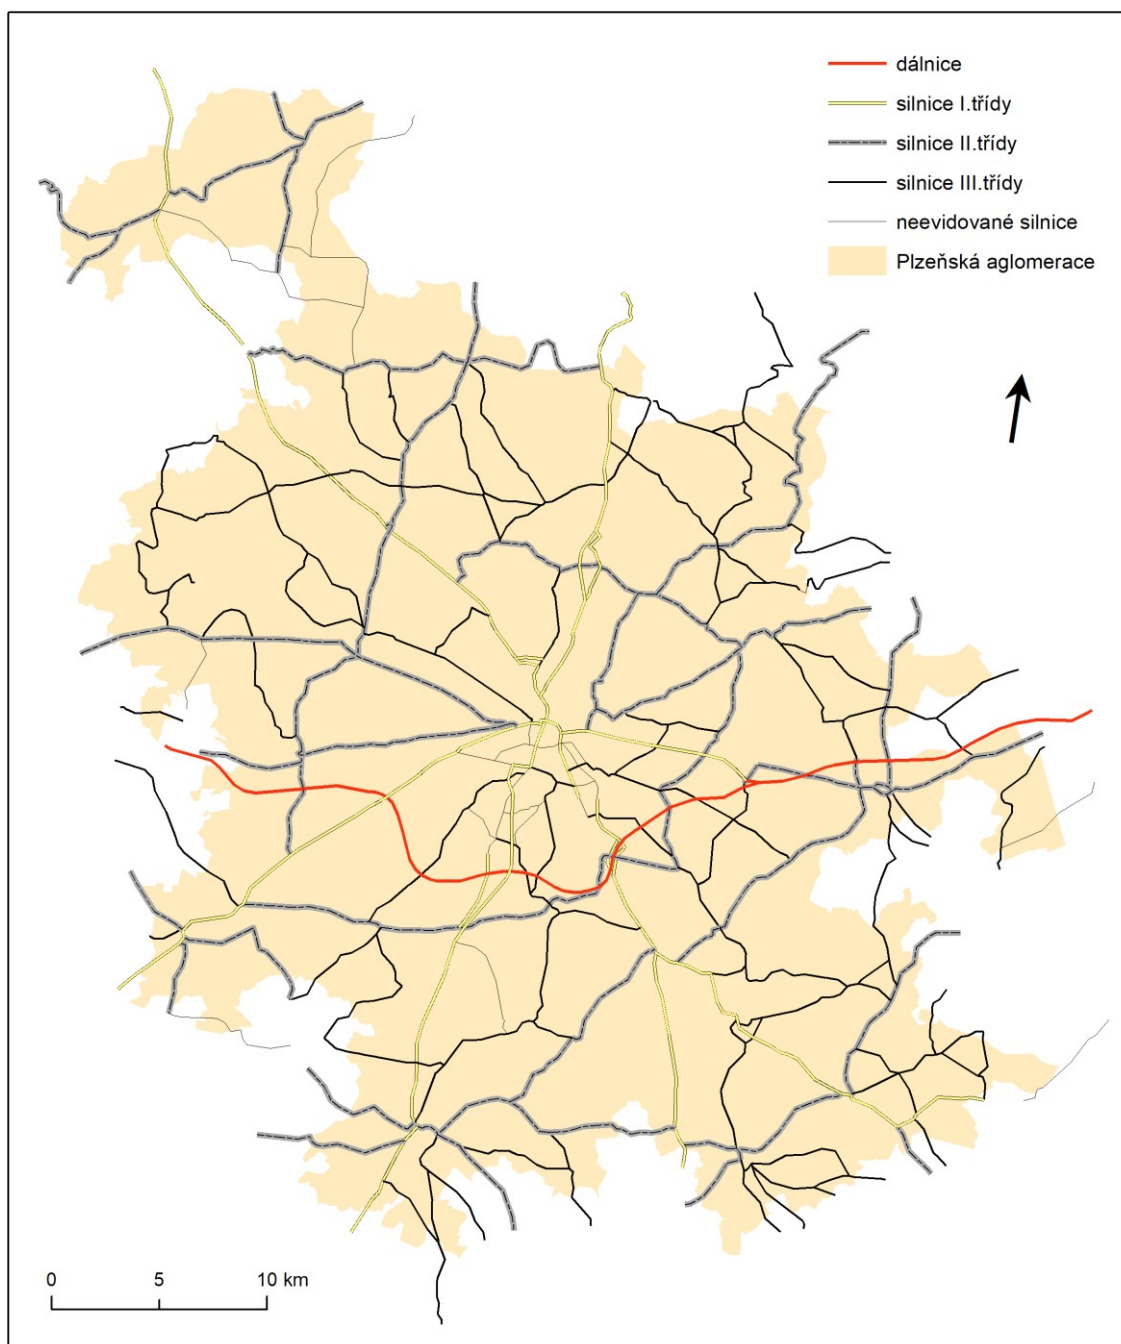 dálnice
silnice I.třídy
silnice II.třídy
silnice III.třídy
neevidované silnice
Plzeňská aglomerace
0 5 10 km